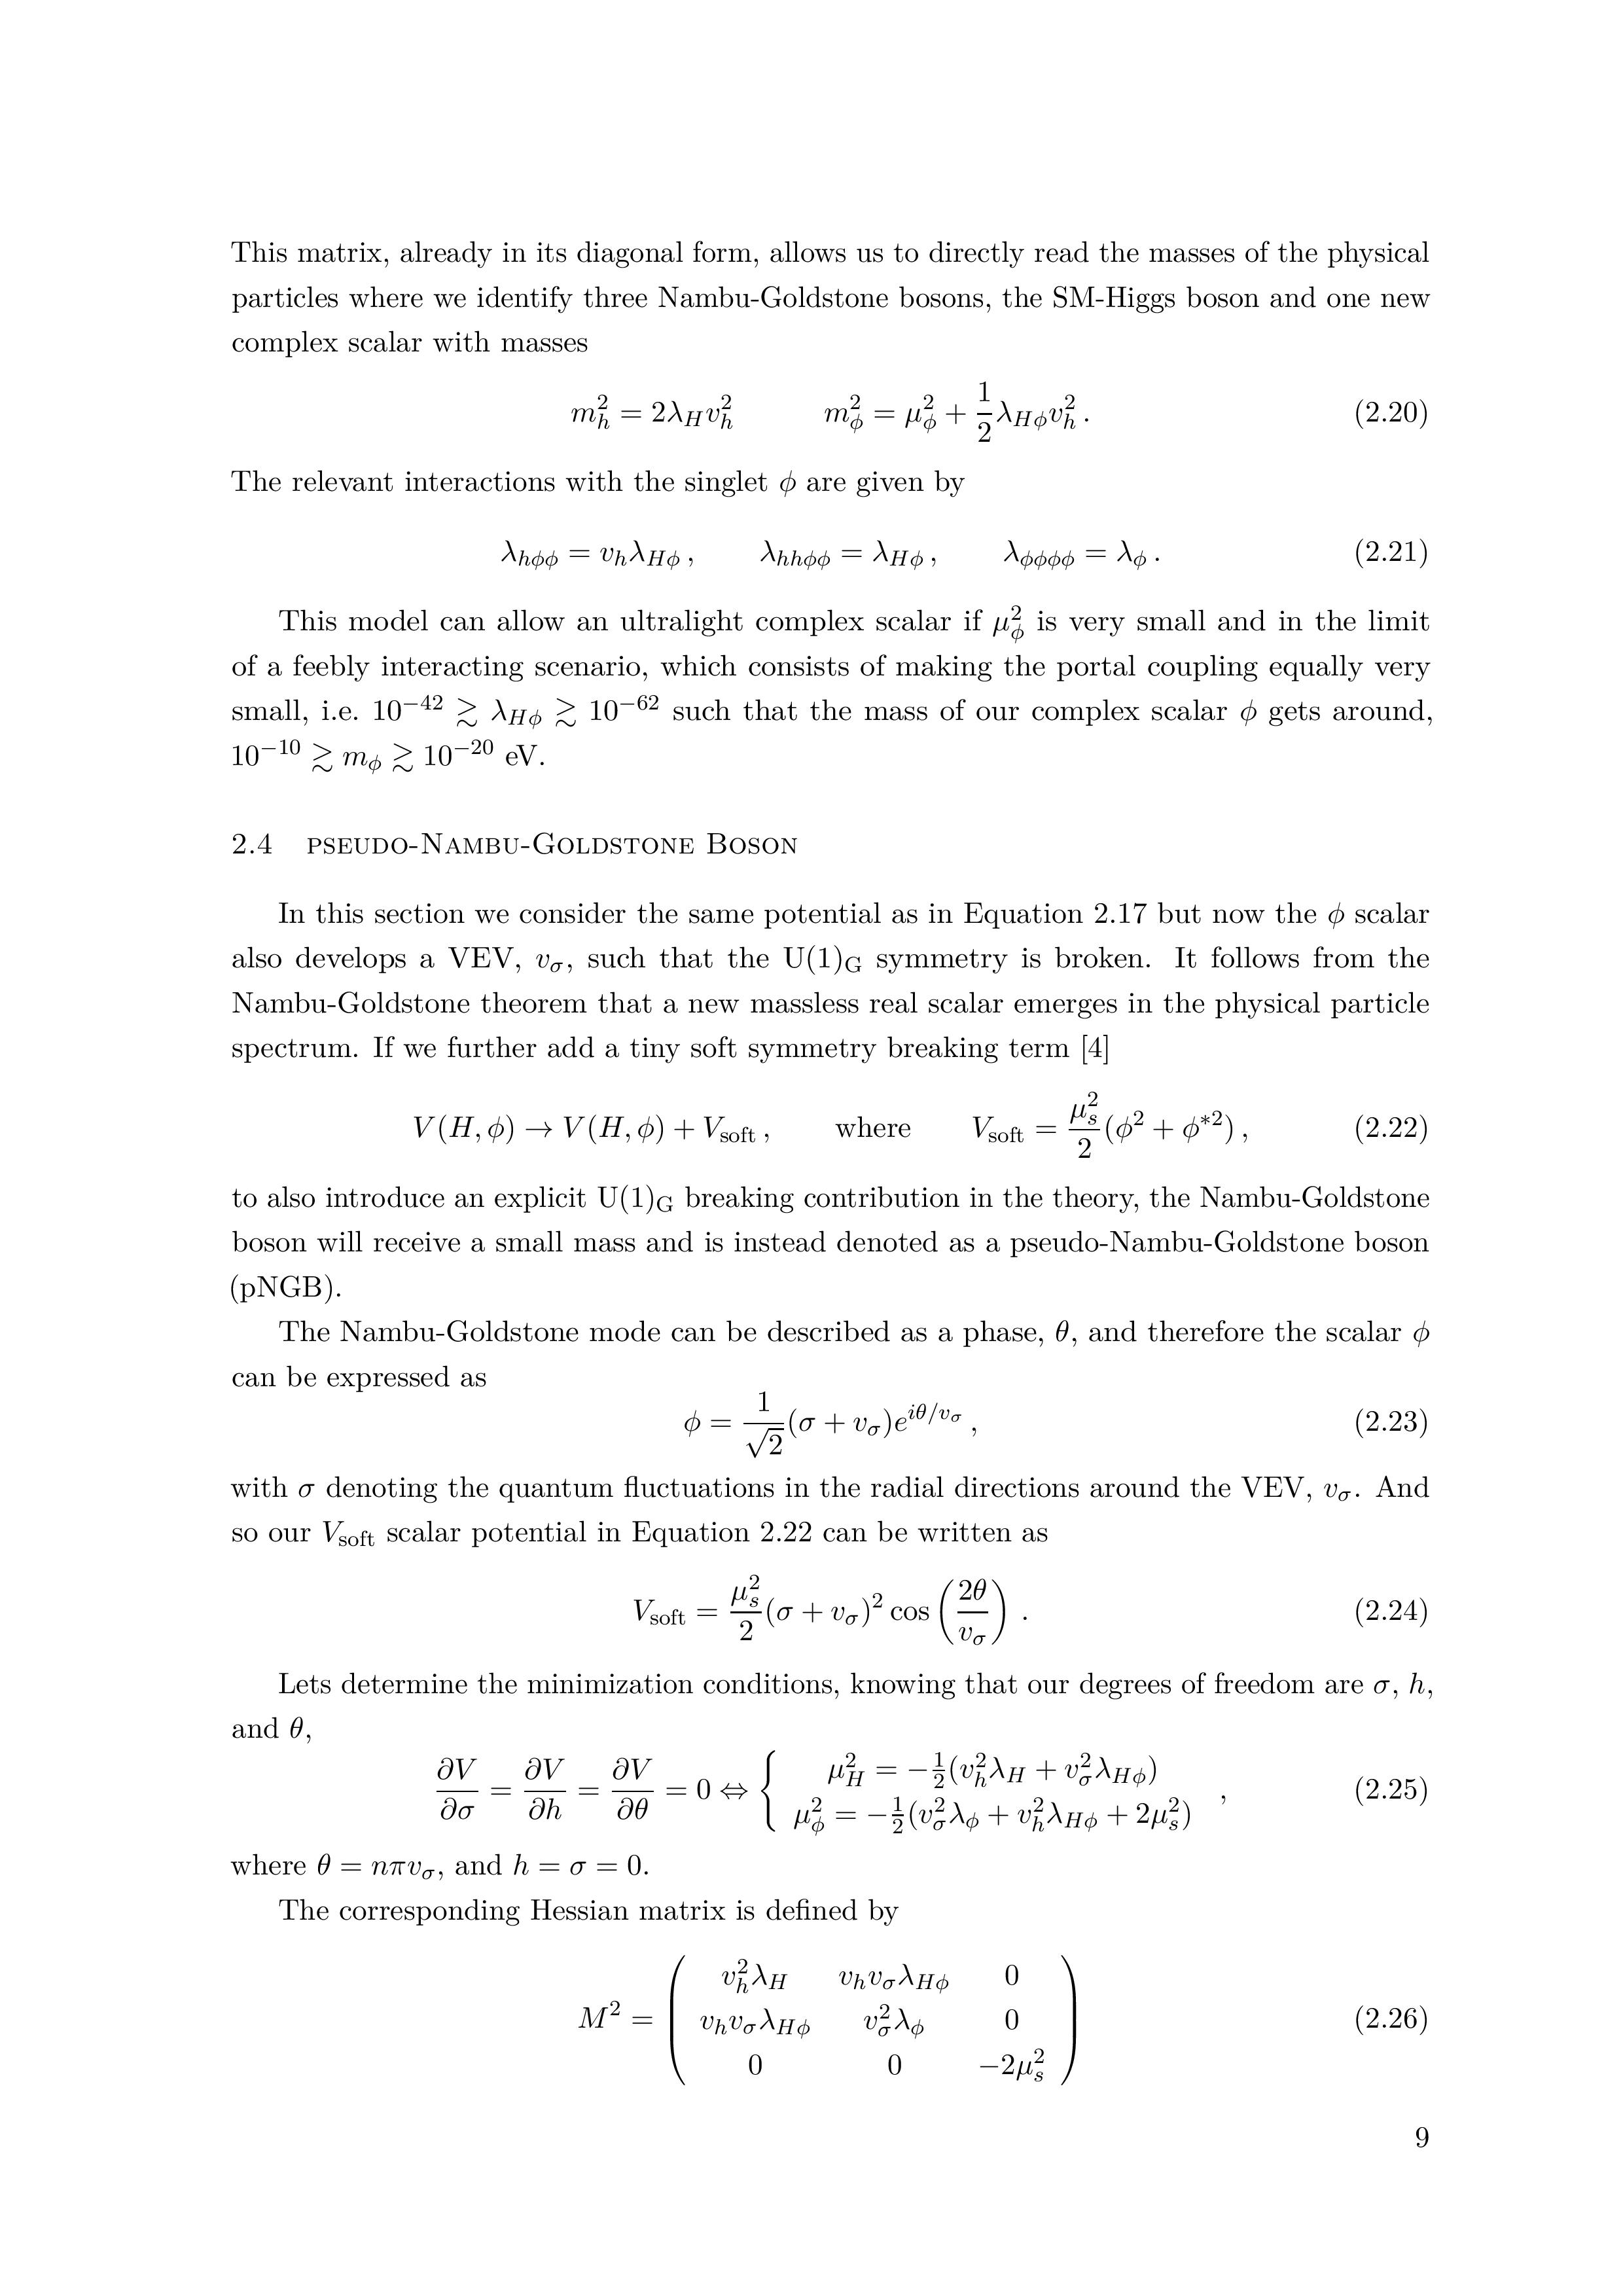 This matrix, already in its diagonal form, allows us to directly read the masses of the physical
particles where we identify three Nambu-Goldstone bosons, the SM-Higgs boson and one new
complex scalar with masses
$m_h^2 = 2\lambda_H v_h^2 \qquad m_\phi^2 = \mu_\phi^2 + \frac{1}{2}\lambda_{H\phi} v_h^2 \,.$ (2.20)
The relevant interactions with the singlet $\phi$ are given by
$\lambda_{h\phi\phi} = v_h \lambda_{H\phi} \,, \qquad \lambda_{hh\phi\phi} = \lambda_{H\phi} \,, \qquad \lambda_{\phi\phi\phi\phi} = \lambda_\phi \,.$ (2.21)
This model can allow an ultralight complex scalar if $\mu_\phi^2$ is very small and in the limit
of a feebly interacting scenario, which consists of making the portal coupling equally very
small, i.e. $10^{-42} \gtrsim \lambda_{H\phi} \gtrsim 10^{-62}$ such that the mass of our complex scalar $\phi$ gets around,
$10^{-10} \gtrsim m_\phi \gtrsim 10^{-20}$ eV.
2.4 PSEUDO-NAMBU-GOLDSTONE BOSON
In this section we consider the same potential as in Equation 2.17 but now the $\phi$ scalar
also develops a VEV, $v_\sigma$, such that the U(1)$_{\rm G}$ symmetry is broken. It follows from the
Nambu-Goldstone theorem that a new massless real scalar emerges in the physical particle
spectrum. If we further add a tiny soft symmetry breaking term [4]
$V(H, \phi) \to V(H, \phi) + V_{\rm soft} \,, \qquad \text{where} \qquad V_{\rm soft} = \frac{\mu_s^2}{2}(\phi^2 + \phi^{*2}) \,,$ (2.22)
to also introduce an explicit U(1)$_{\rm G}$ breaking contribution in the theory, the Nambu-Goldstone
boson will receive a small mass and is instead denoted as a pseudo-Nambu-Goldstone boson
(pNGB).
The Nambu-Goldstone mode can be described as a phase, $\theta$, and therefore the scalar $\phi$
can be expressed as
$\phi = \frac{1}{\sqrt{2}}(\sigma + v_\sigma)e^{i\theta/v_\sigma} \,,$ (2.23)
with $\sigma$ denoting the quantum fluctuations in the radial directions around the VEV, $v_\sigma$. And
so our $V_{\rm soft}$ scalar potential in Equation 2.22 can be written as
$V_{\rm soft} = \frac{\mu_s^2}{2}(\sigma + v_\sigma)^2 \cos\left(\frac{2\theta}{v_\sigma}\right) \,.$ (2.24)
Lets determine the minimization conditions, knowing that our degrees of freedom are $\sigma$, $h$,
and $\theta$,
$\frac{\partial V}{\partial \sigma} = \frac{\partial V}{\partial h} = \frac{\partial V}{\partial \theta} = 0 \Leftrightarrow \left\{ \begin{array}{c} \mu_H^2 = -\frac{1}{2}(v_h^2 \lambda_H + v_\sigma^2 \lambda_{H\phi}) \\ \mu_\phi^2 = -\frac{1}{2}(v_\sigma^2 \lambda_\phi + v_h^2 \lambda_{H\phi} + 2\mu_s^2) \end{array} \right. \,,$ (2.25)
where $\theta = n\pi v_\sigma$, and $h = \sigma = 0$.
The corresponding Hessian matrix is defined by
$M^2 = \left( \begin{array}{ccc} v_h^2 \lambda_H & v_h v_\sigma \lambda_{H\phi} & 0 \\ v_h v_\sigma \lambda_{H\phi} & v_\sigma^2 \lambda_\phi & 0 \\ 0 & 0 & -2\mu_s^2 \end{array} \right)$ (2.26)
9